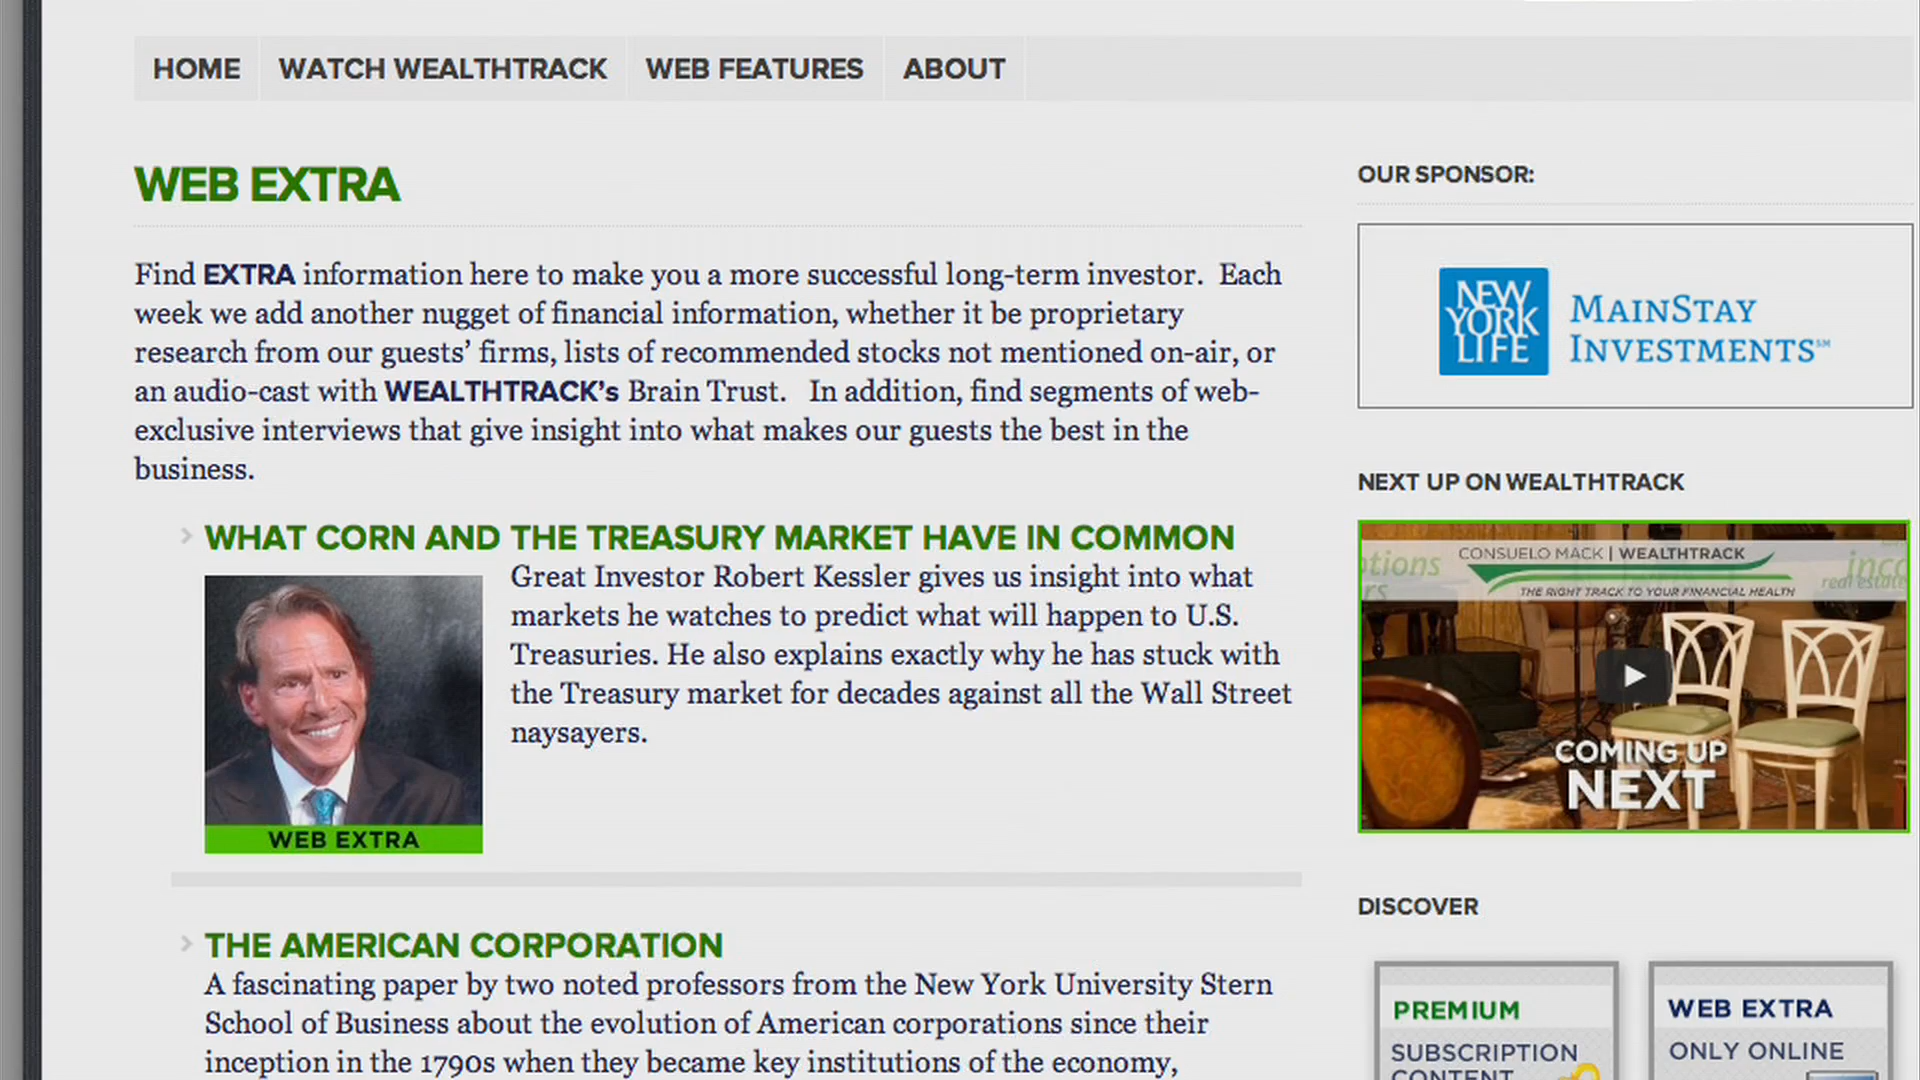 HOME WATCH WEALTHTRACK WEB FEATURES ABOUT
WEB EXTRA
Find EXTRA information here to make you a more successful long-term investor. Each
week we add another nugget of financial information, whether it be proprietary
research from our guests' firms, lists of recommended stocks not mentioned on-air, or
an audio-cast with WEALTHTRACK's Brain Trust. In addition, find segments of web-
exclusive interviews that give insight into what makes our guests the best in the
business.
WHAT CORN AND THE TREASURY MARKET HAVE IN COMMON
Great Investor Robert Kessler gives us insight into what
markets he watches to predict what will happen to U.S.
Treasuries. He also explains exactly why he has stuck with
the Treasury market for decades against all the Wall Street
naysayers.
WEB EXTRA
THE AMERICAN CORPORATION
A fascinating paper by two noted professors from the New York University Stern
School of Business about the evolution of American corporations since their
inception in the 1790s when they became key institutions of the economy,
OUR SPONSOR:
NEW
YORK
LIFE
MAINSTAY
INVESTMENTS℠
NEXT UP ON WEALTHTRACK
CONSUELO MACK | WEALTHTRACK
THE RIGHT TRACK TO YOUR FINANCIAL HEALTH
COMING UP
NEXT
DISCOVER
PREMIUM
SUBSCRIPTION
CONTENT
WEB EXTRA
ONLY ONLINE